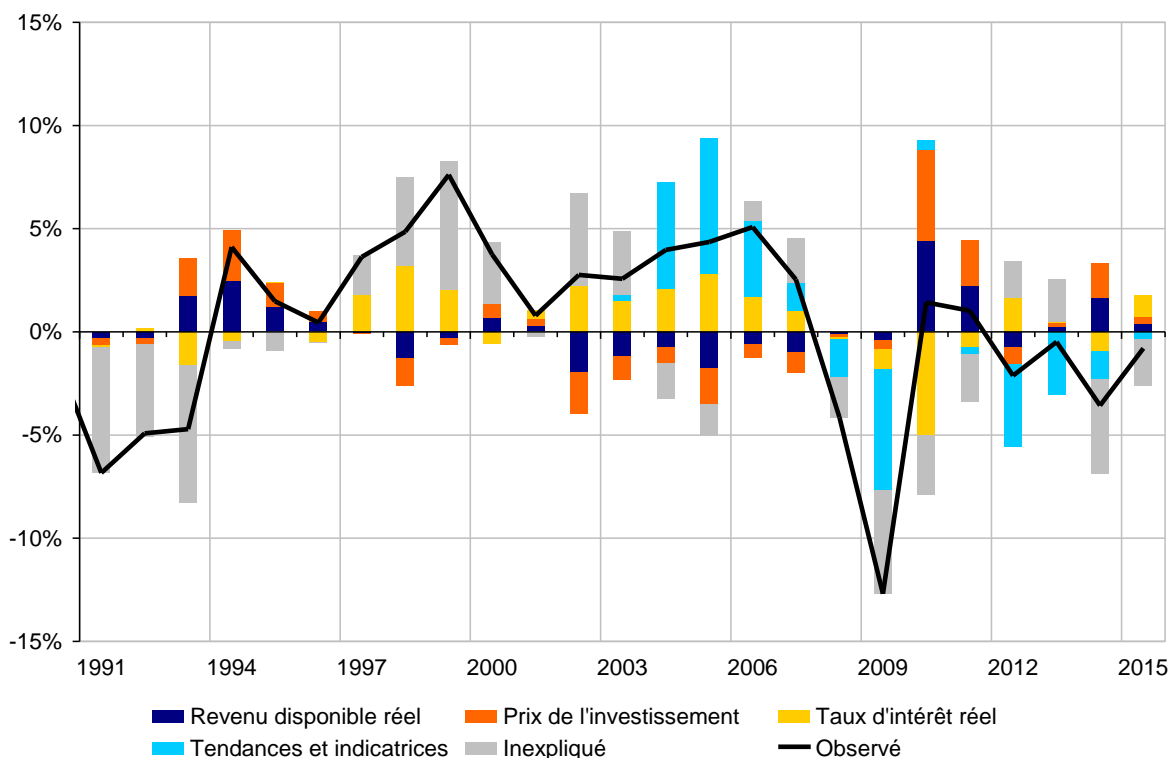 15%
10%
5%
0%
-5%
-10%
-15%
1991 1994 1997 2000 2003 2006 2009 2012 2015
Revenu disponible réel Prix de l'investissement Taux d'intérêt réel
Tendances et indicatrices Inexpliqué Observé